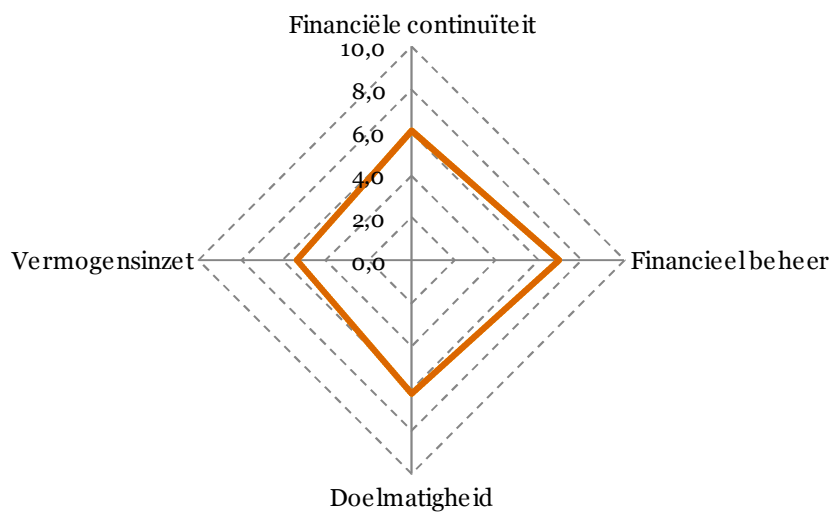 Financiële continuïteit
10,0
8,0
6,0
4,0
2,0
0,0
Vermogensinzet
Financieel beheer
Doelmatigheid